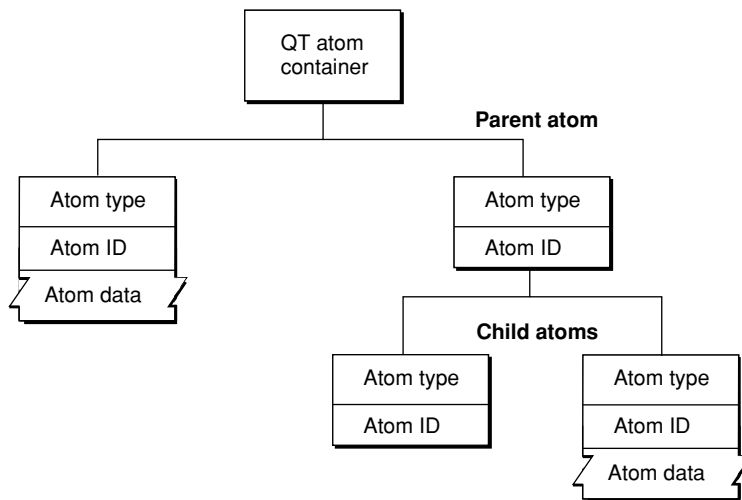 QT atom
container
Parent atom
Atom type
Atom ID
Atom data
Atom type
Atom ID
Child atoms
Atom type
Atom ID
Atom type
Atom ID
Atom data